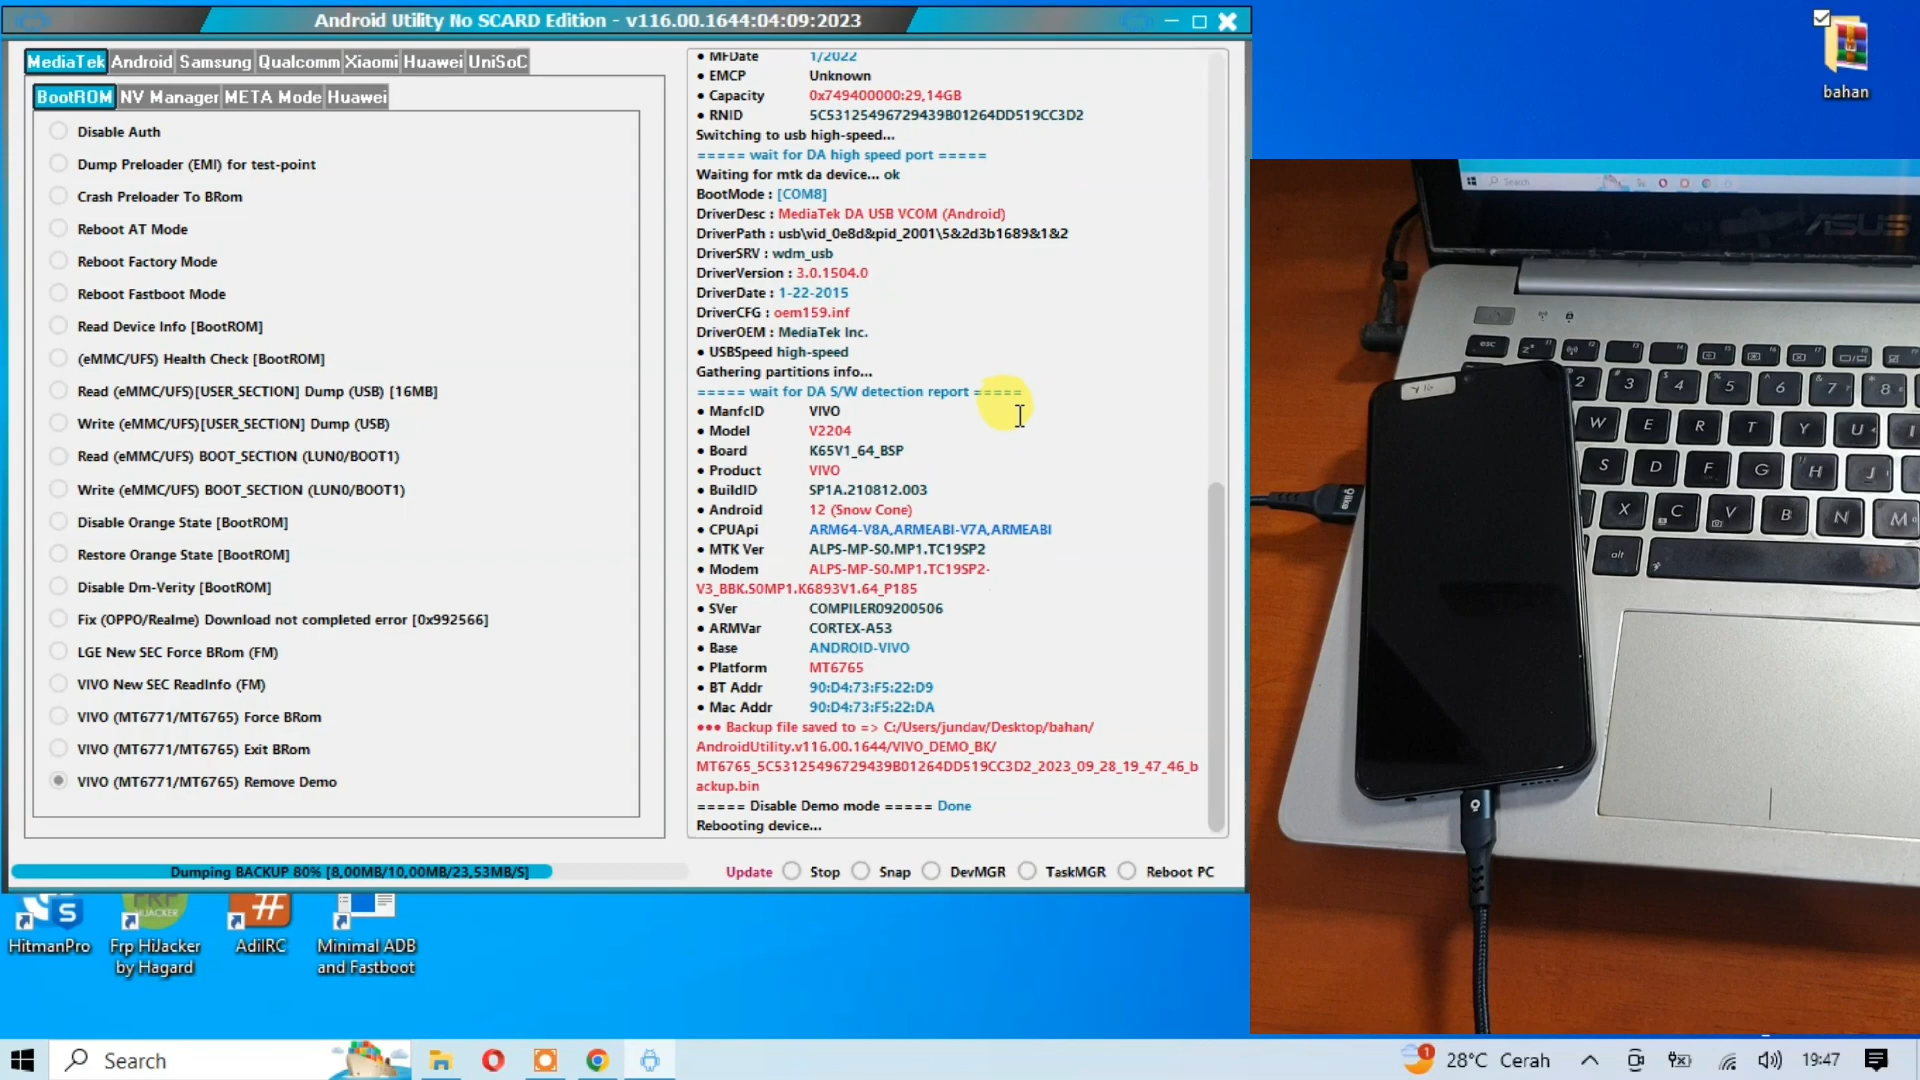 Android Utility No SCARD Edition - v116.00.1644:04:09:2023
MediaTek Android Samsung Qualcomm Xiaomi Huawei UniSoC
BootROM NV Manager META Mode Huawei
Disable Auth
Dump Preloader (EMI) for test-point
Crash Preloader To BRom
Reboot AT Mode
Reboot Factory Mode
Reboot Fastboot Mode
Read Device Info [BootROM]
(eMMC/UFS) Health Check [BootROM]
Read (eMMC/UFS)[USER_SECTION] Dump (USB) [16MB]
Write (eMMC/UFS)[USER_SECTION] Dump (USB)
Read (eMMC/UFS) BOOT_SECTION (LUN0/BOOT1)
Write (eMMC/UFS) BOOT_SECTION (LUN0/BOOT1)
Disable Orange State [BootROM]
Restore Orange State [BootROM]
Disable Dm-Verity [BootROM]
Fix (OPPO/Realme) Download not completed error [0x992566]
LGE New SEC Force BRom (FM)
VIVO New SEC ReadInfo (FM)
VIVO (MT6771/MT6765) Force BRom
VIVO (MT6771/MT6765) Exit BRom
VIVO (MT6771/MT6765) Remove Demo
• MFDate 1/2022
• EMCP Unknown
• Capacity 0x749400000:29,14GB
• RNID 5C53125496729439B01264DD519CC3D2
Switching to usb high-speed...
===== wait for DA high speed port =====
Waiting for mtk da device... ok
BootMode : [COM8]
DriverDesc : MediaTek DA USB VCOM (Android)
DriverPath : usb\vid_0e8d&pid_2001\5&2d3b1689&1&2
DriverSRV : wdm_usb
DriverVersion : 3.0.1504.0
DriverDate : 1-22-2015
DriverCFG : oem159.inf
DriverOEM : MediaTek Inc.
• USBSpeed high-speed
Gathering partitions info...
===== wait for DA S/W detection report =====
• ManfcID VIVO
• Model V2204
• Board K65V1_64_BSP
• Product VIVO
• BuildID SP1A.210812.003
• Android 12 (Snow Cone)
• CPUApi ARM64-V8A,ARMEABI-V7A,ARMEABI
• MTK Ver ALPS-MP-S0.MP1.TC19SP2
• Modem ALPS-MP-S0.MP1.TC19SP2-
V3_BBK.S0MP1.K6893V1.64_P185
• SVer COMPILER09200506
• ARMVar CORTEX-A53
• Base ANDROID-VIVO
• Platform MT6765
• BT Addr 90:D4:73:F5:22:D9
• Mac Addr 90:D4:73:F5:22:DA
••• Backup file saved to => C:/Users/jundav/Desktop/bahan/
AndroidUtility.v116.00.1644/VIVO_DEMO_BK/
MT6765_5C53125496729439B01264DD519CC3D2_2023_09_28_19_47_46_b
ackup.bin
===== Disable Demo mode ===== Done
Rebooting device...
Dumping BACKUP 80% [8,00MB/10,00MB/23,53MB/S]
Update Stop Snap DevMGR TaskMGR Reboot PC
bahan
HitmanPro
Frp HiJacker
by Hagard
AdiIRC
Minimal ADB
and Fastboot
Search
ASUS
esc
2 3 4 5 6 7 8
W E R T Y U I
S D F G H J
X C V B N M
alt
Search
1
28°C Cerah
19:47